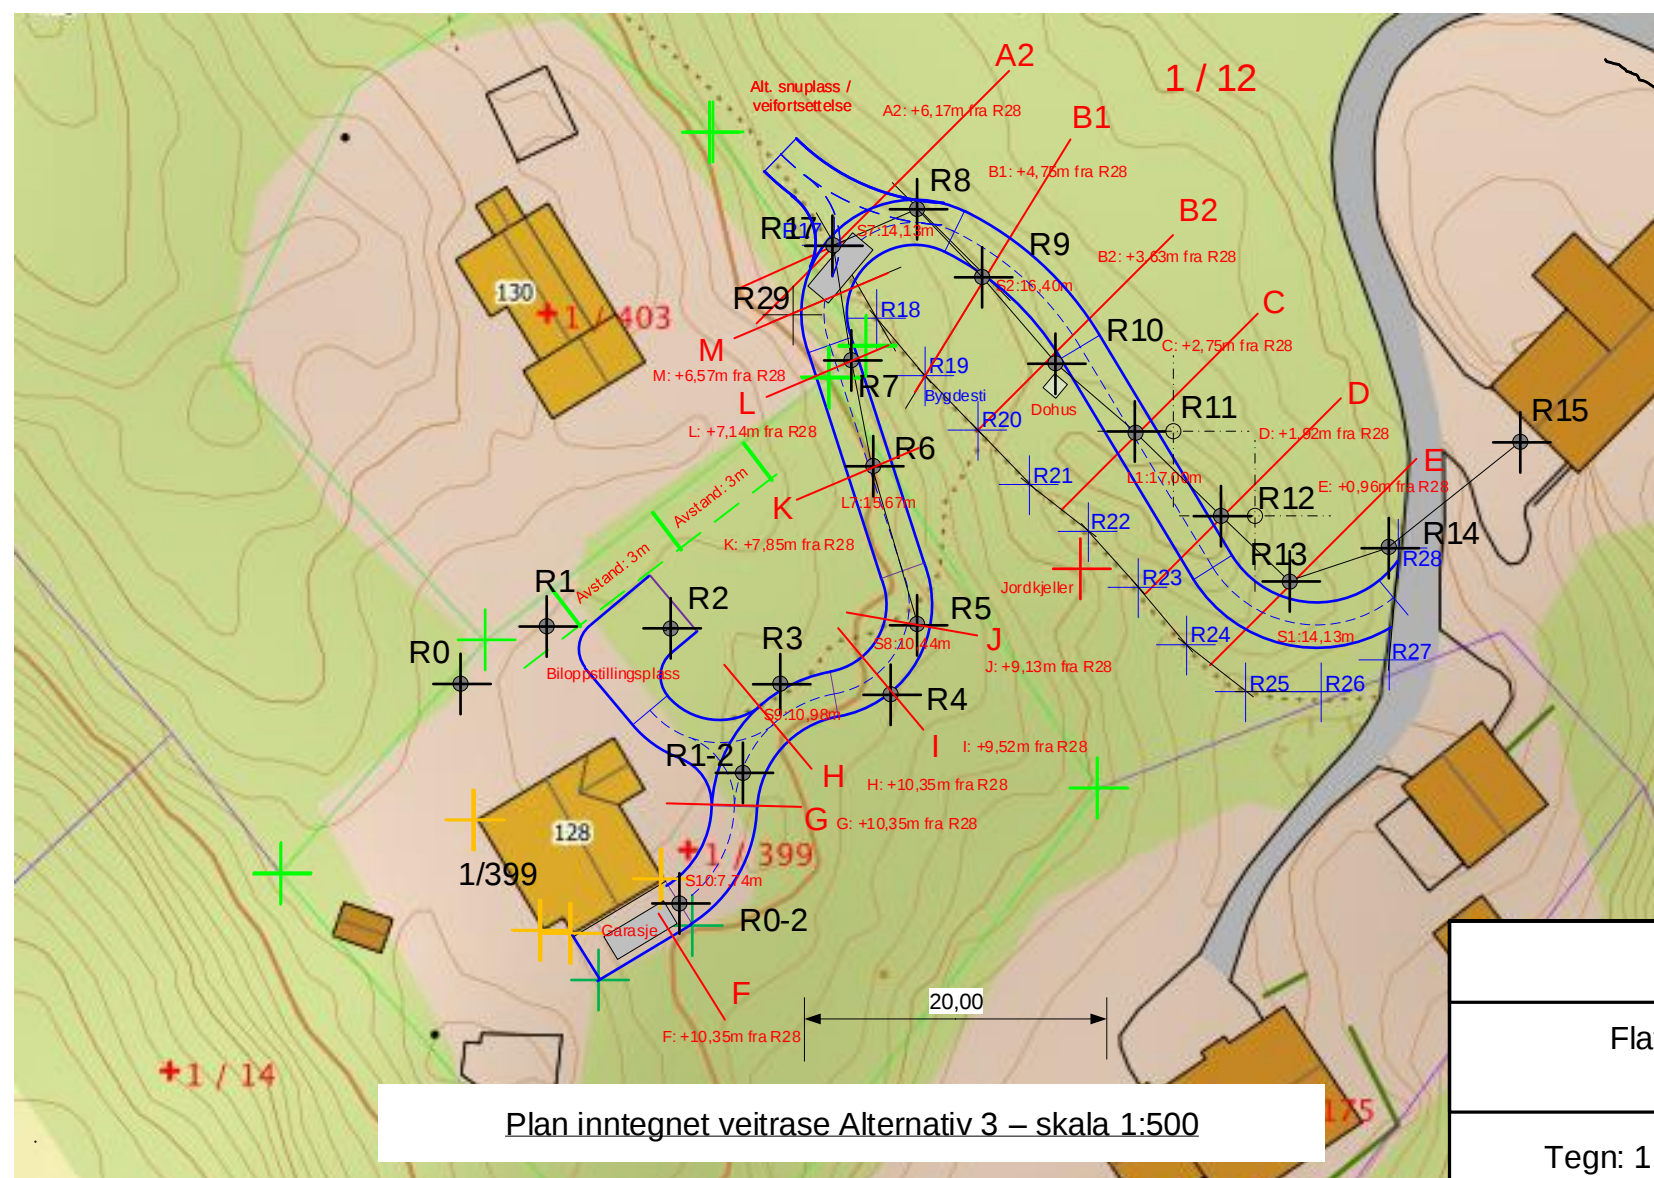 A2
1 / 12
Alt. snuplass /
veifortsettelse
A2: +6,17m fra R28
B1
B1: +4,75m fra R28
R8
B2
R17
S7:14,13m
R9
B2: +3,63m fra R28
130
1 / 403
R29
S2:16,40m
C
R18
R10
C: +2,75m fra R28
M
M: +6,57m fra R28
R19
R7
Bygdesti
D
L
Dohus
R11
R15
L: +7,14m fra R28
R20
D: +1,92m fra R28
R6
E
Avstand: 3m
R21
L1:17,00m
E: +0,96m fra R28
K
L7:15,67m
R12
R22
R14
K: +7,85m fra R28
Avstand: 3m
R13
R28
R1
R23
Jordkjeller
R2
R5
R0
R3
S8:10,44m
J
R24
S1:14,13m
R27
J: +9,13m fra R28
Biloppstillingsplass
R25
R26
R4
S9:10,98m
R1-2
I
I: +9,52m fra R28
H
H: +10,35m fra R28
G
G: +10,35m fra R28
128
1 / 399
1/399
S10:7,74m
R0-2
Garasje
F
20,00
F: +10,35m fra R28
1 / 14
175
Plan inntegnet veitrase Alternativ 3 – skala 1:500
Fla
Tegn: 1